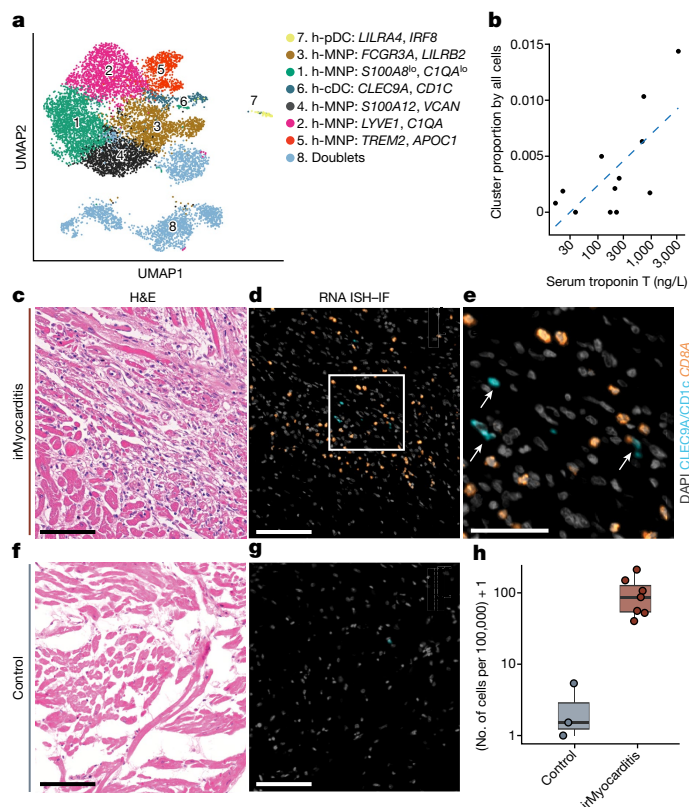 a
UMAP2
UMAP1
1
2
3
4
5
6
7
8
7. h-pDC: LILRA4, IRF8
3. h-MNP: FCGR3A, LILRB2
1. h-MNP: S100A8lo, C1QAlo
6. h-cDC: CLEC9A, CD1C
4. h-MNP: S100A12, VCAN
2. h-MNP: LYVE1, C1QA
5. h-MNP: TREM2, APOC1
8. Doublets
b
Cluster proportion by all cells
0.015
0.010
0.005
0
30
100
300
1,000
3,000
Serum troponin T (ng/L)
c
H&E
irMyocarditis
d
RNA ISH–IF
e
DAPI CLEC9A/CD1c CD8A
f
Control
g
h
(No. of cells per 100,000) + 1
100
10
1
Control
irMyocarditis